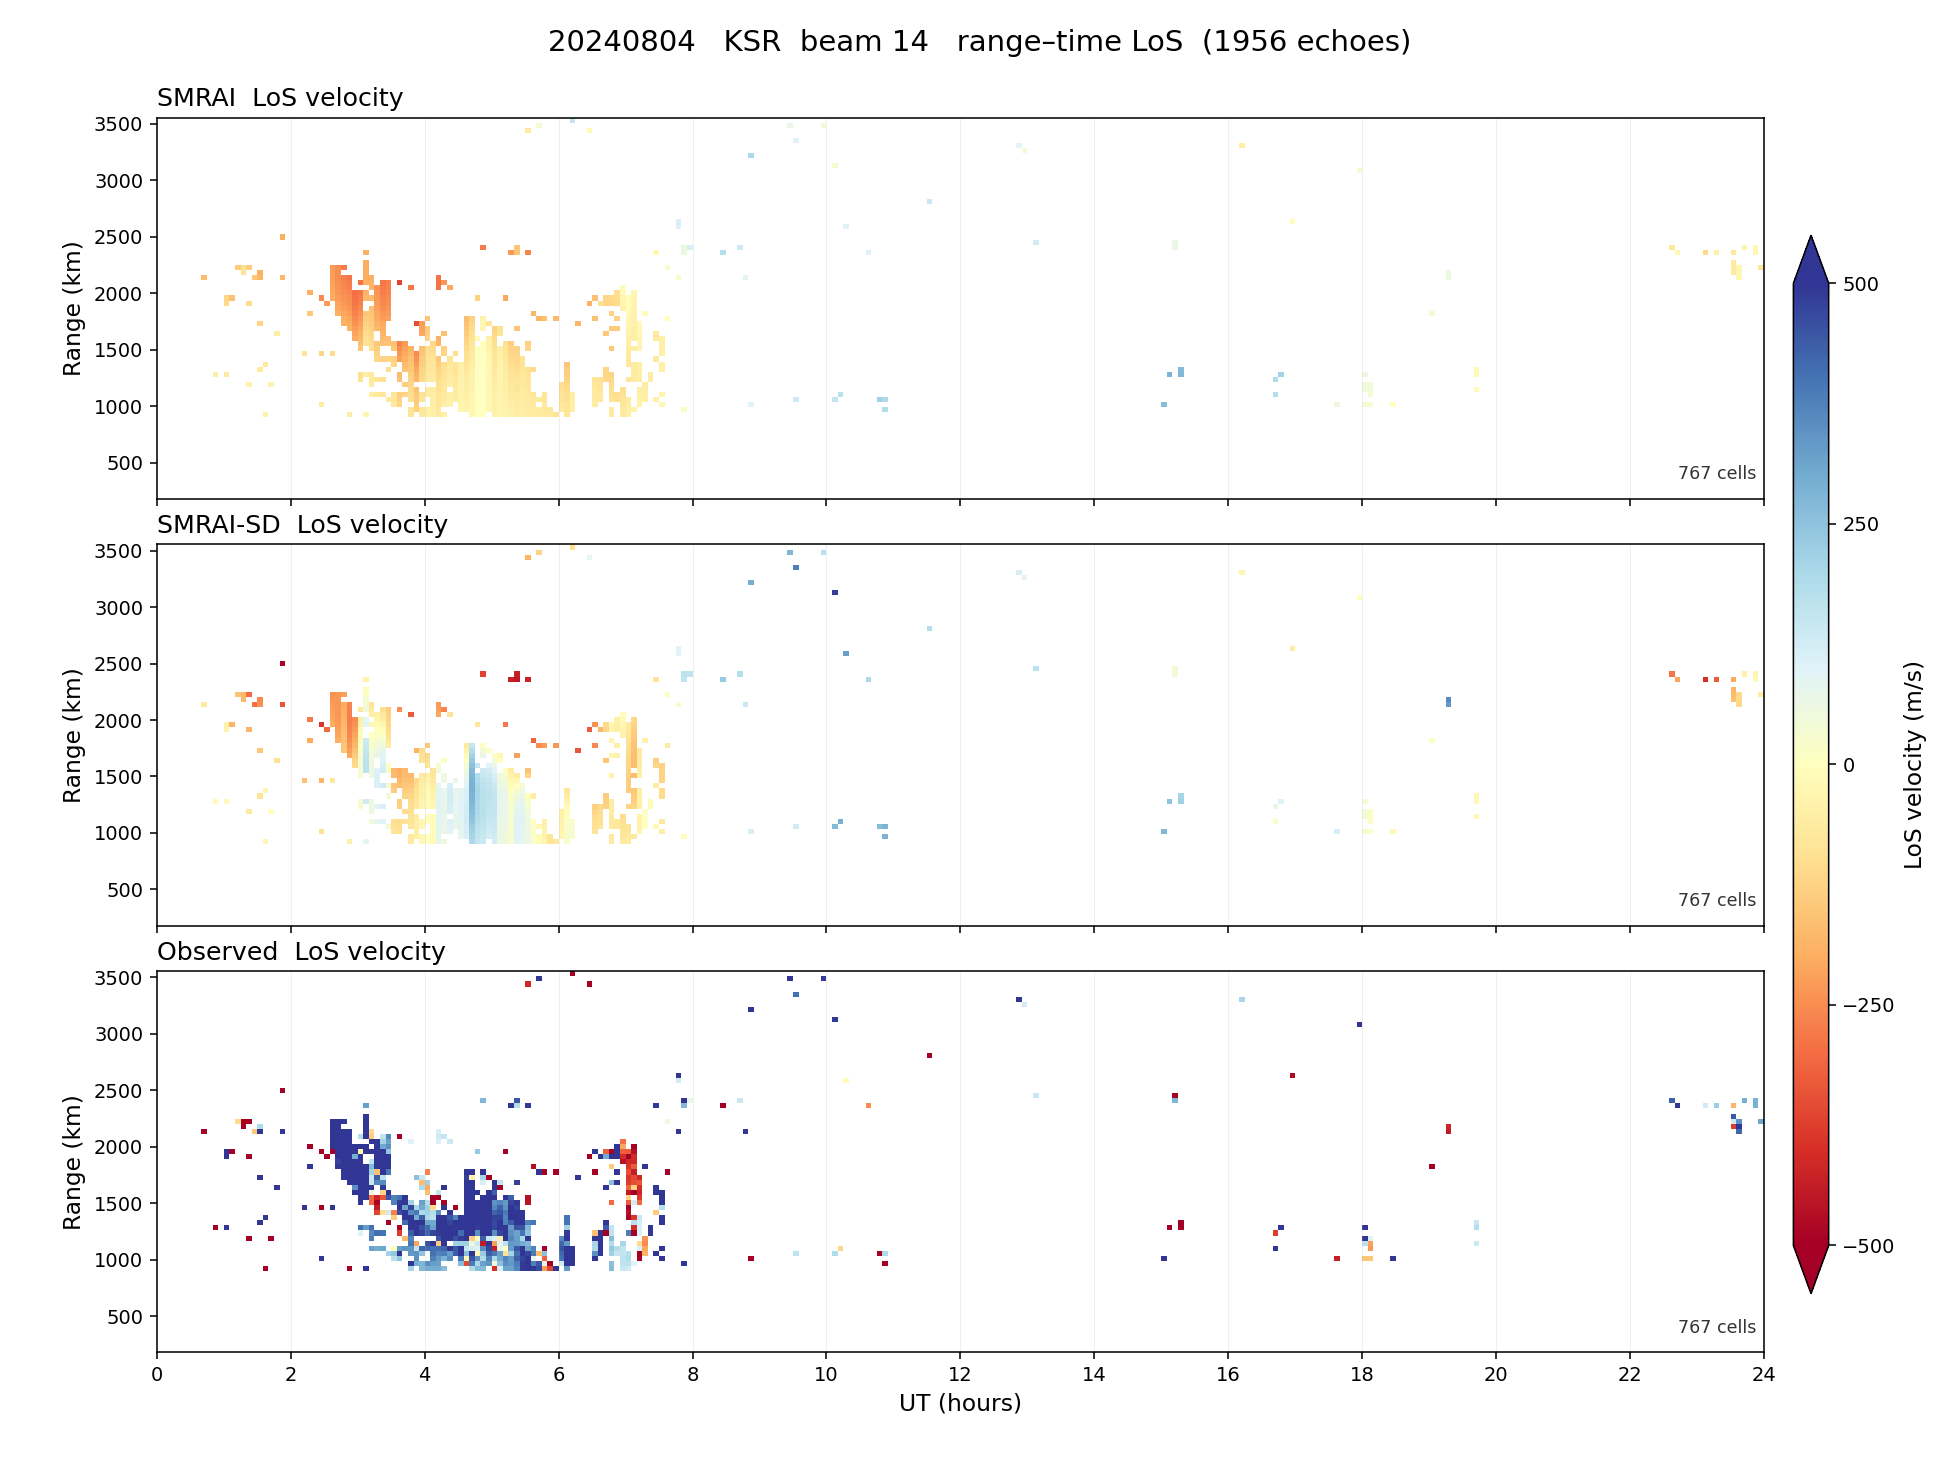 20240804   KSR  beam 14   range–time LoS  (1956 echoes)
SMRAI  LoS velocity
3500
3000
2500
2000
1500
1000
500
Range (km)
767 cells
SMRAI-SD  LoS velocity
3500
3000
2500
2000
1500
1000
500
Range (km)
767 cells
Observed  LoS velocity
3500
3000
2500
2000
1500
1000
500
Range (km)
767 cells
0 2 4 6 8 10 12 14 16 18 20 22 24
UT (hours)
500
250
0
−250
−500
LoS velocity (m/s)